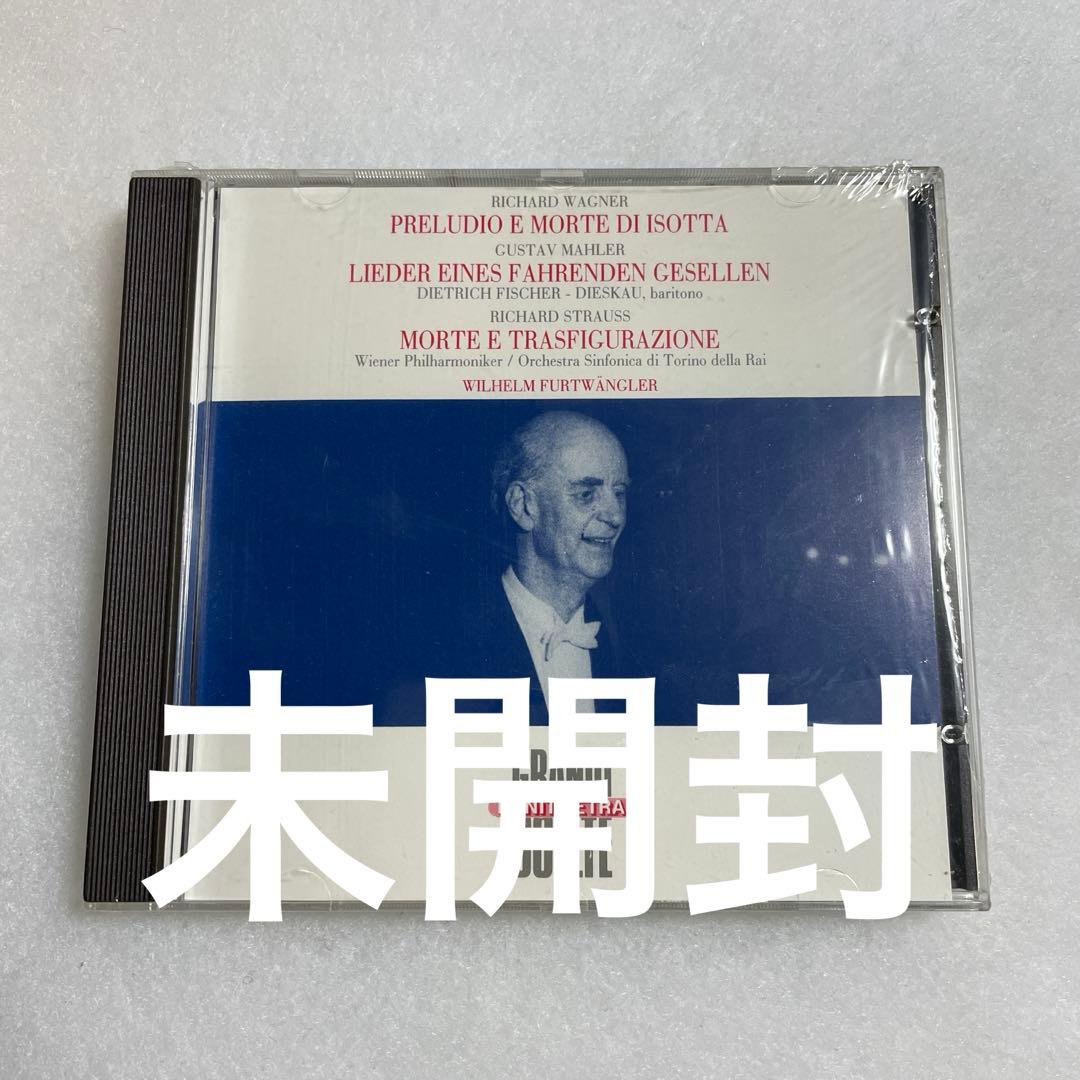 RICHARD WAGNER
PRELUDIO E MORTE DI ISOTTA
GUSTAV MAHLER
LIEDER EINES FAHRENDEN GESELLEN
DIETRICH FISCHER - DIESKAU, baritono
RICHARD STRAUSS
MORTE E TRASFIGURAZIONE
Wiener Philharmoniker / Orchestra Sinfonica di Torino della Rai
WILHELM FURTWÄNGLER
未開封